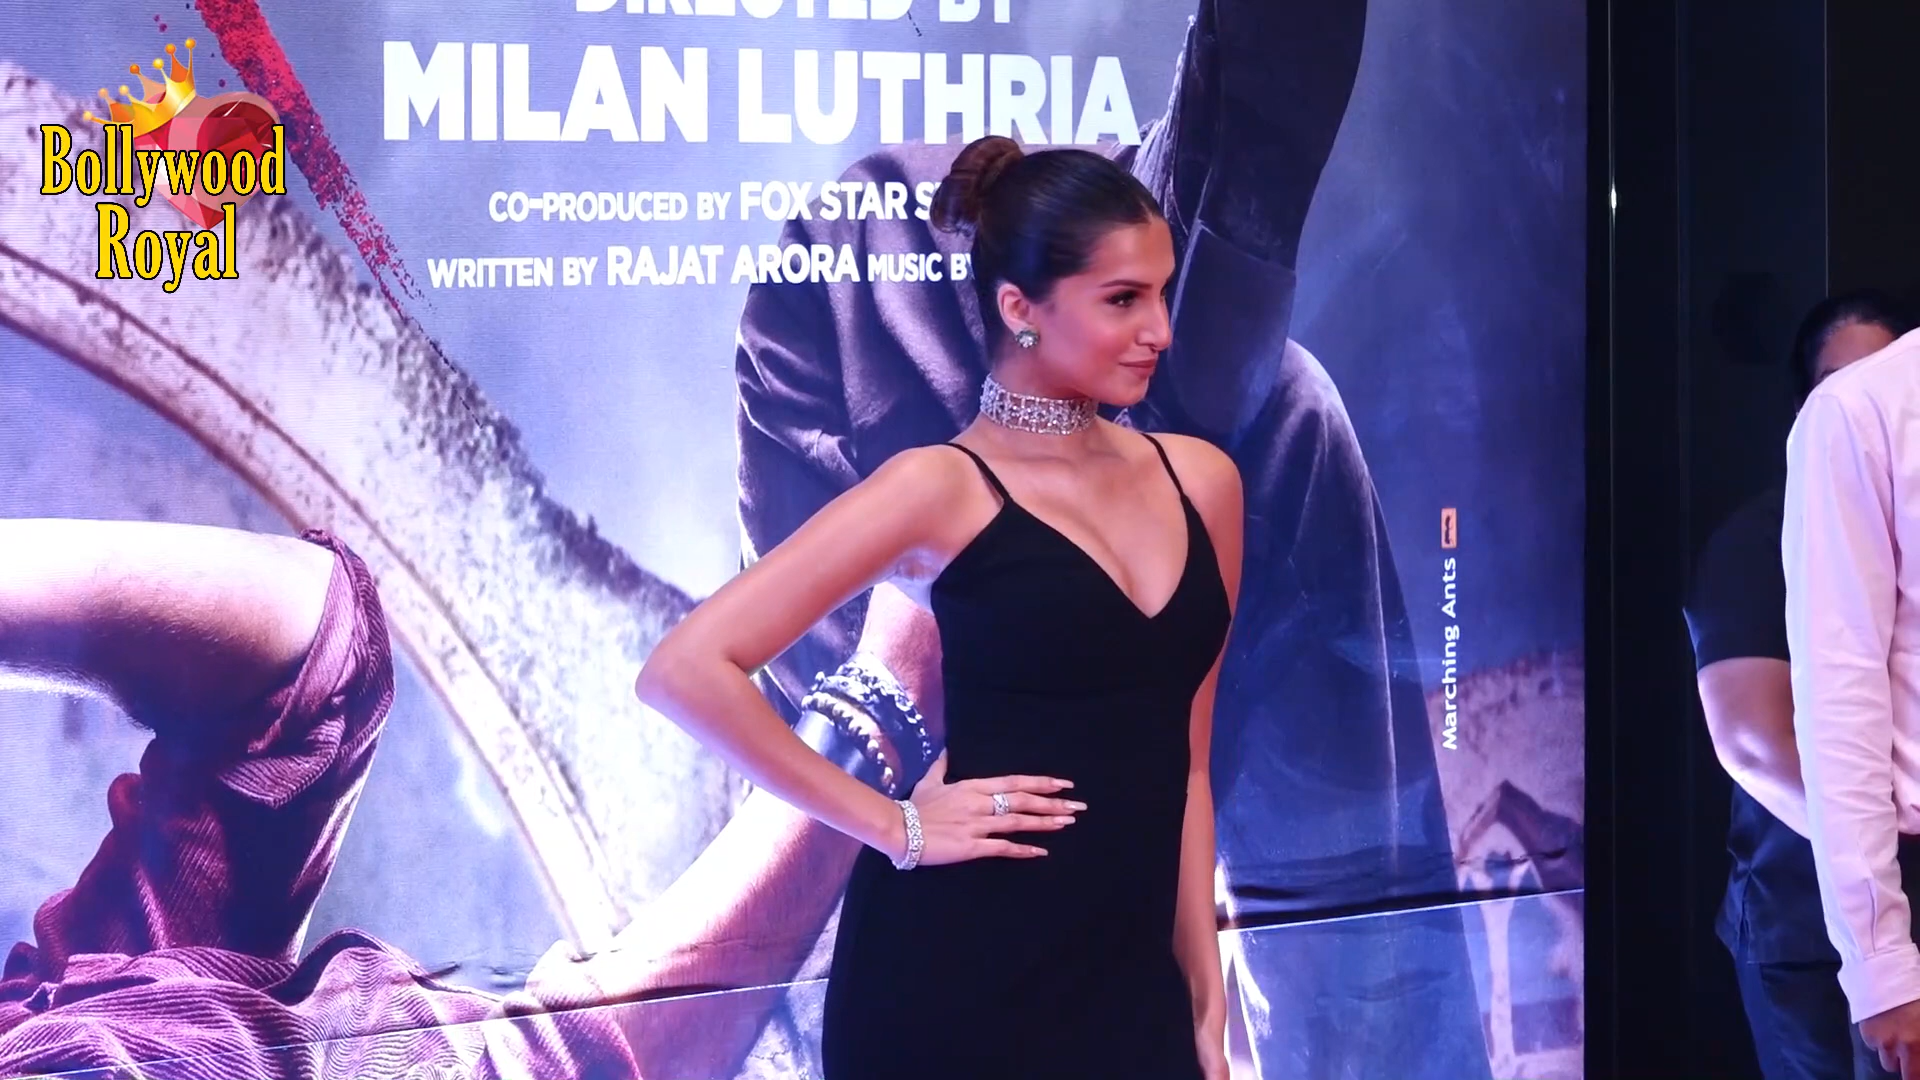 DIRECTED BY
MILAN LUTHRIA
CO-PRODUCED BY FOX STAR
WRITTEN BY RAJAT ARORA MUSIC BY
Bollywood
Royal
Marching Ants